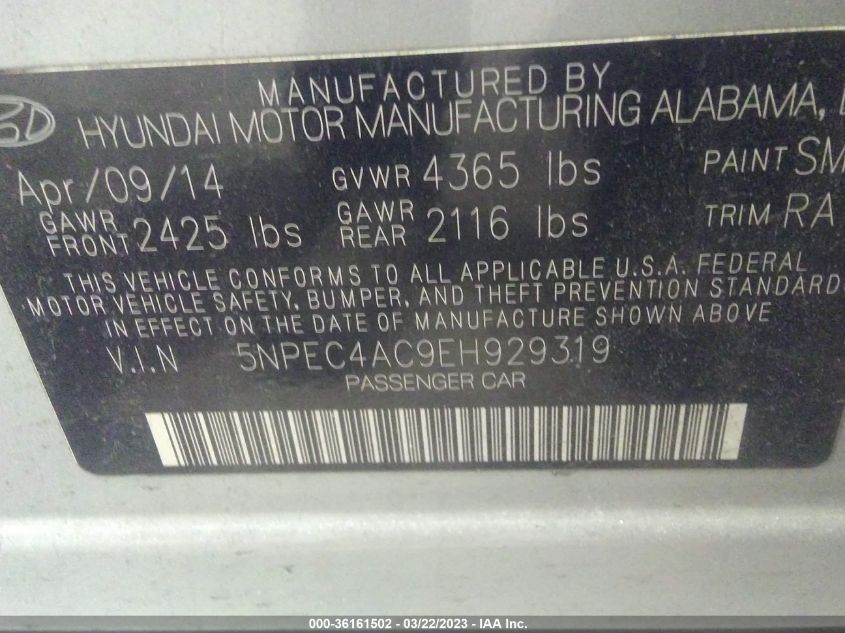 MANUFACTURED BY
HYUNDAI MOTOR MANUFACTURING ALABAMA,
Apr/09/14 GVWR 4365 lbs PAINT SM
GAWR FRONT 2425 lbs GAWR REAR 2116 lbs TRIM RA
THIS VEHICLE CONFORMS TO ALL APPLICABLE U.S.A. FEDERAL
MOTOR VEHICLE SAFETY, BUMPER, AND THEFT PREVENTION STANDARD
IN EFFECT ON THE DATE OF MANUFACTURE SHOWN ABOVE
V.I.N 5NPEC4AC9EH929319
PASSENGER CAR
000-36161502 - 03/22/2023 - IAA Inc.